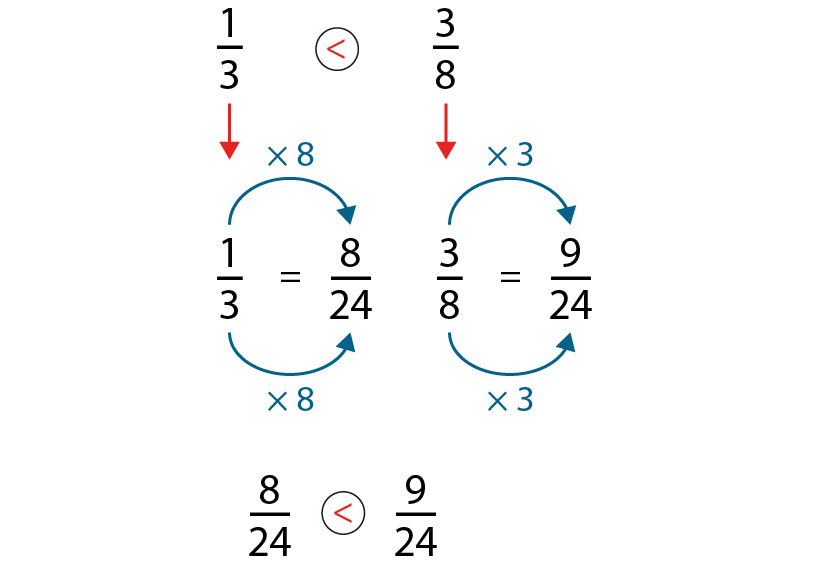 1/3 < 3/8
× 8 × 3
1/3 = 8/24 3/8 = 9/24
× 8 × 3
8/24 < 9/24